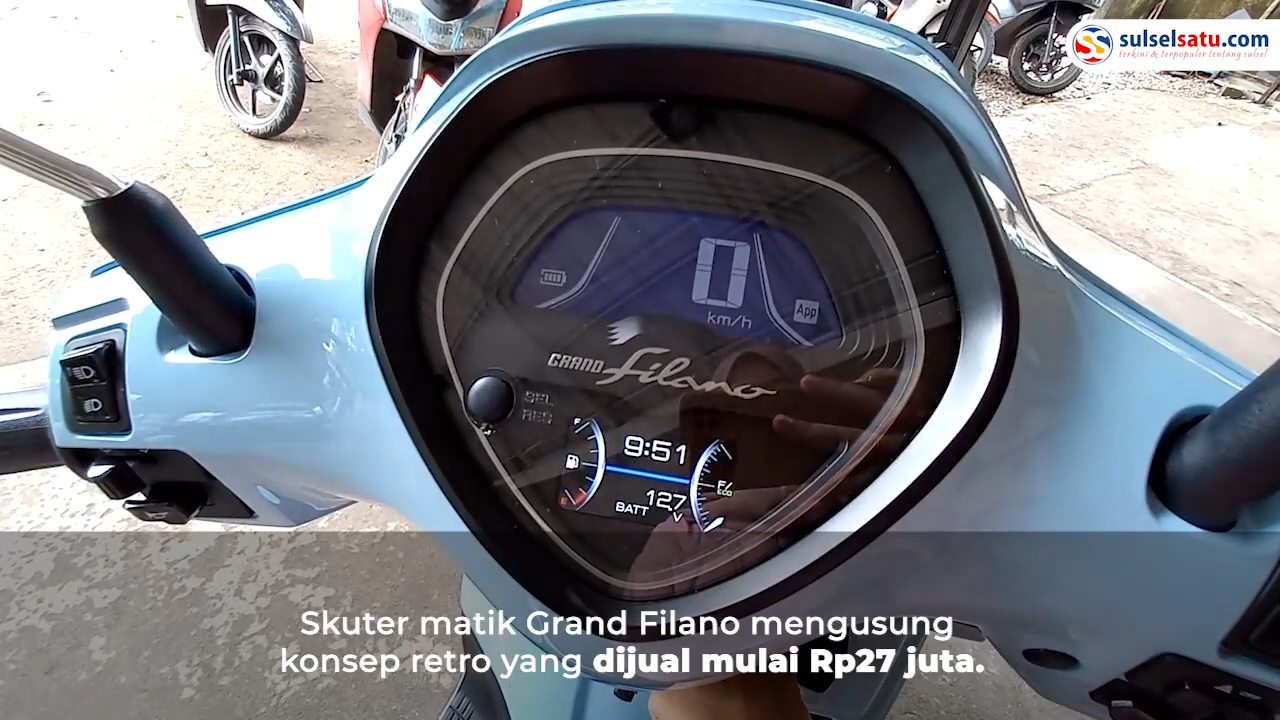 sulselsatu.com
terkini & terpopuler tentang sulsel
0
km/h
App
GRAND Filano
SEL
RES
F
9:51
F/
ECO
12.7
BATT
V
E
Skuter matik Grand Filano mengusung
konsep retro yang dijual mulai Rp27 juta.